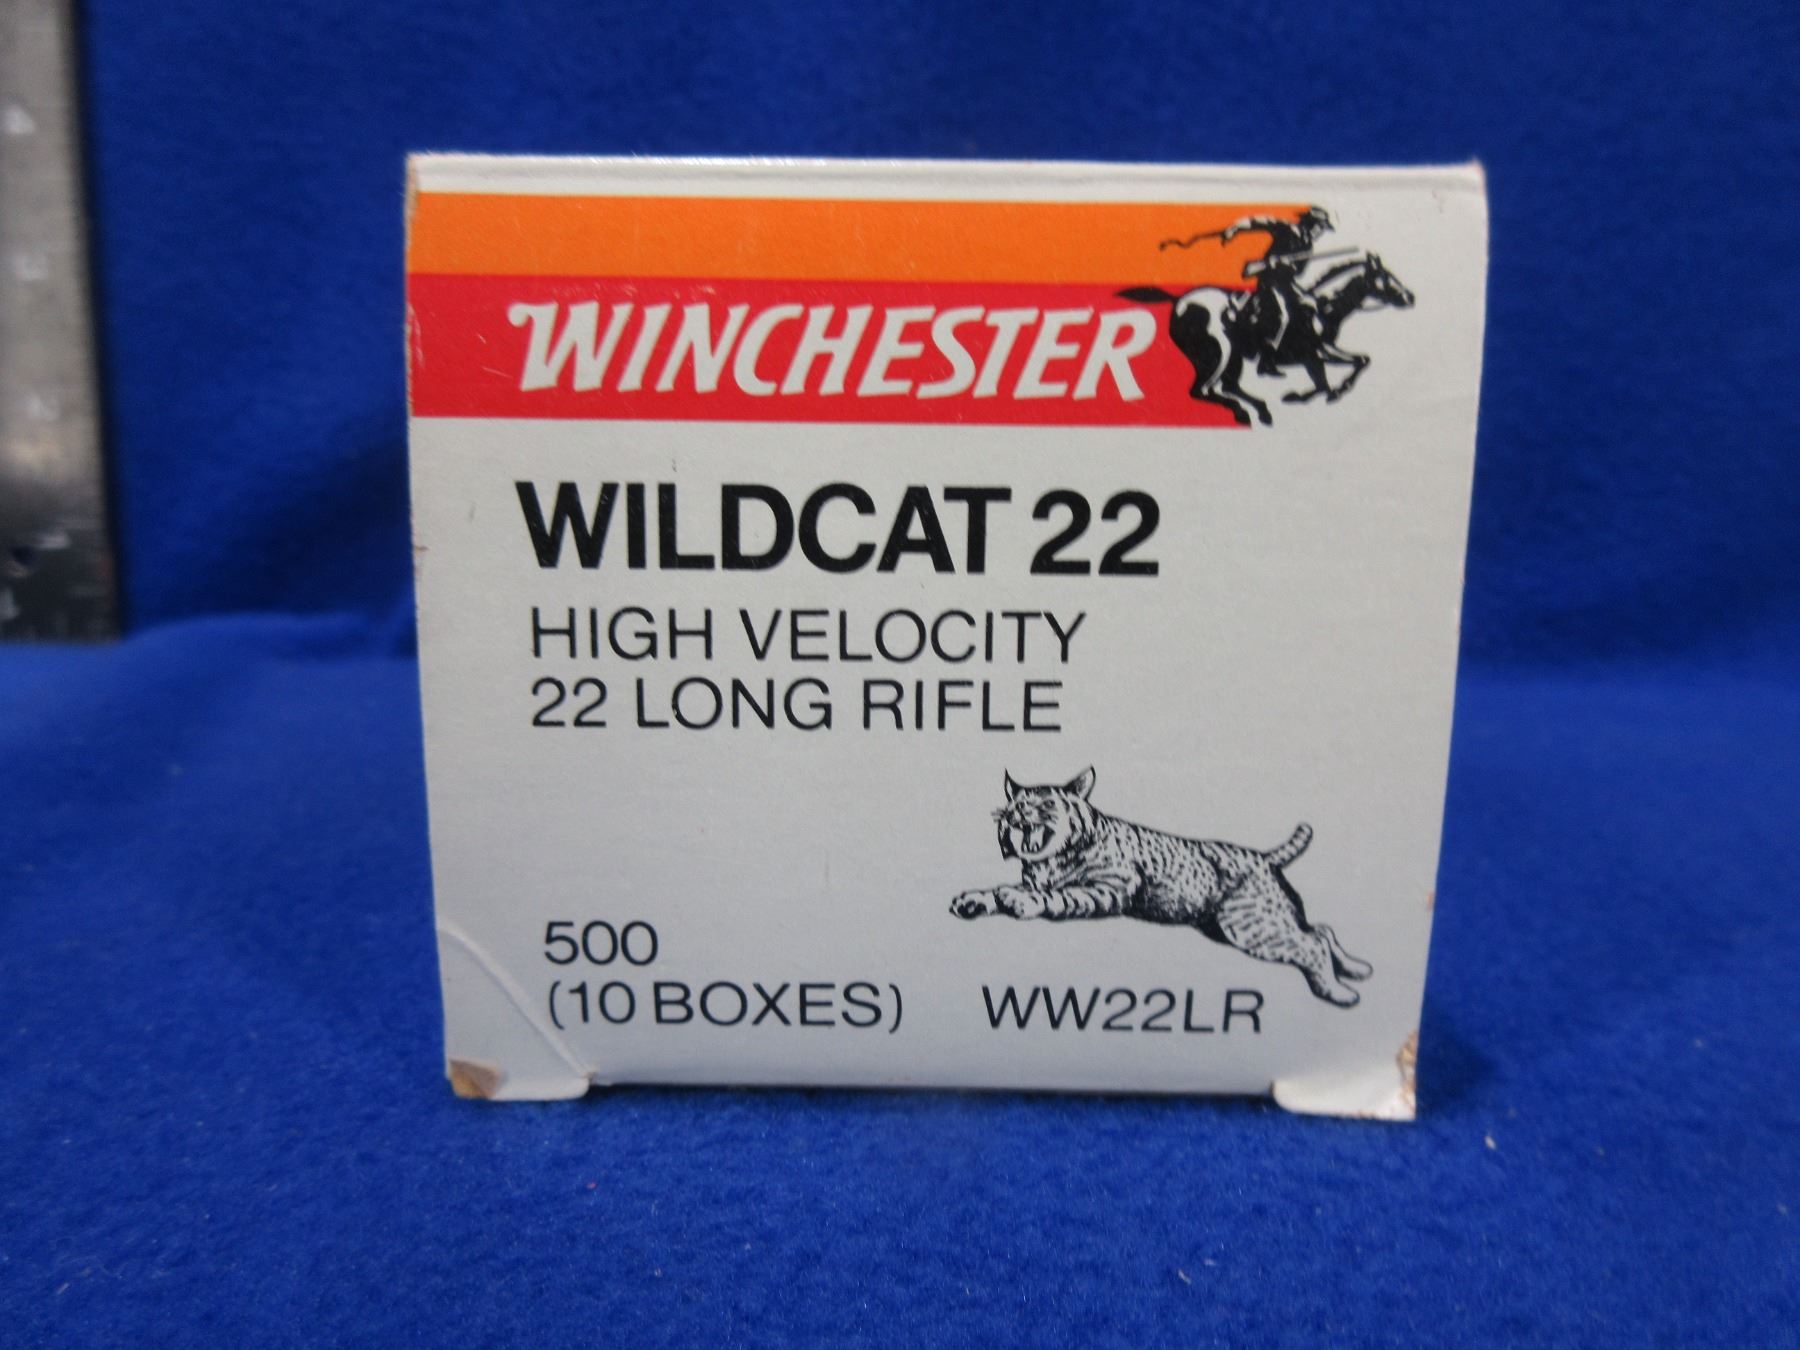 WINCHESTER
WILDCAT 22
HIGH VELOCITY
22 LONG RIFLE
500
(10 BOXES) WW22LR